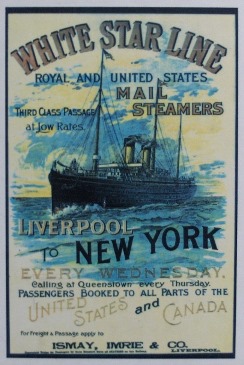 WHITE STAR LINE
ROYAL AND UNITED STATES
MAIL
STEAMERS
THIRD CLASS PASSAGE
at Low Rates.
LIVERPOOL
TO NEW YORK
EVERY WEDNESDAY.
Calling at Queenstown every Thursday.
PASSENGERS BOOKED TO ALL PARTS OF THE
UNITED STATES and CANADA
For Freight & Passage apply to
ISMAY, IMRIE & CO.
LIVERPOOL.